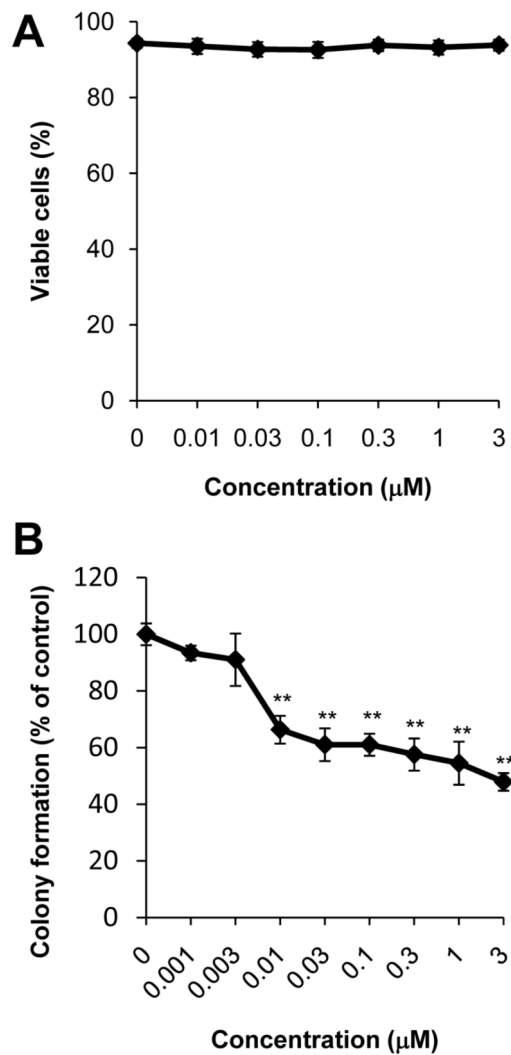 A
100
80
60
40
20
0
Viable cells (%)
0 0.01 0.03 0.1 0.3 1 3
Concentration (μM)
B
120
100
80
60
40
20
0
Colony formation (% of control)
** ** ** ** ** **
0 0.001 0.003 0.01 0.03 0.1 0.3 1 3
Concentration (μM)